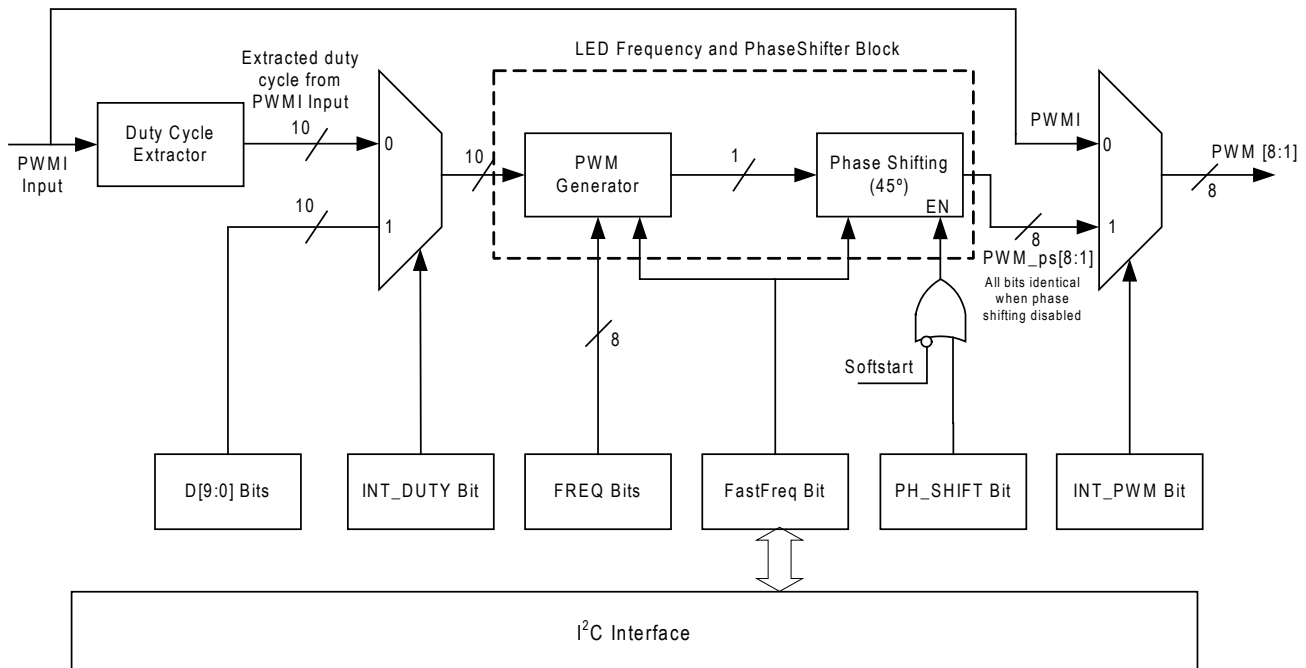 LED Frequency and PhaseShifter Block
Extracted duty
cycle from
PWMI Input
Duty Cycle
Extractor
PWMI
Input
10
0
10
1
10
PWM
Generator
1
Phase Shifting
(45º)
EN
8
PWM_ps[8:1]
All bits identical
when phase
shifting disabled
PWMI
0
1
PWM [8:1]
8
8
Softstart
D[9:0] Bits
INT_DUTY Bit
FREQ Bits
FastFreq Bit
PH_SHIFT Bit
INT_PWM Bit
I²C Interface